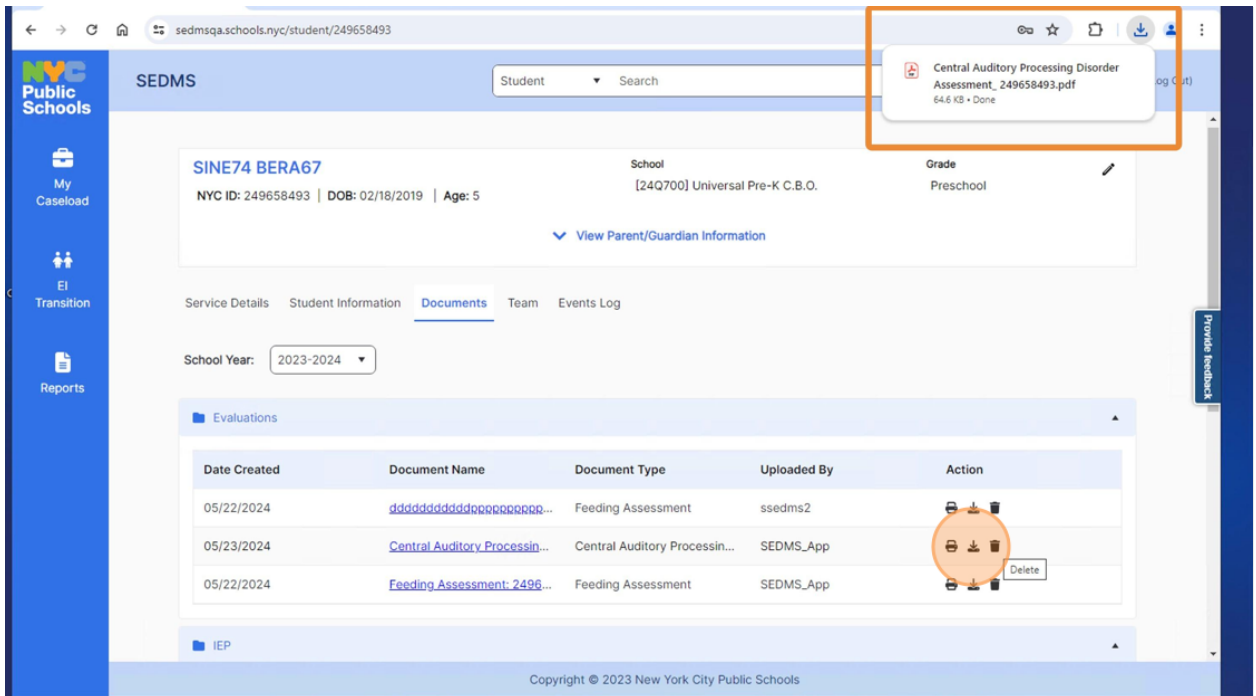 sedmsqa.schools.nyc/student/249658493
Central Auditory Processing Disorder
Assessment_ 249658493.pdf
64.6 KB • Done
NYC
Public
Schools
SEDMS
Student
Search
Out)
My
Caseload
EI
Transition
Reports
SINE74 BERA67
NYC ID: 249658493 | DOB: 02/18/2019 | Age: 5
School
[24Q700] Universal Pre-K C.B.O.
Grade
Preschool
View Parent/Guardian Information
Service Details Student Information Documents Team Events Log
School Year: 2023-2024
Provide feedback
Evaluations
Date Created Document Name Document Type Uploaded By Action
05/22/2024 dddddddddddpppppppppp... Feeding Assessment ssedms2
05/23/2024 Central Auditory Processin... Central Auditory Processin... SEDMS_App
Delete
05/22/2024 Feeding Assessment: 2496... Feeding Assessment SEDMS_App
IEP
Copyright © 2023 New York City Public Schools